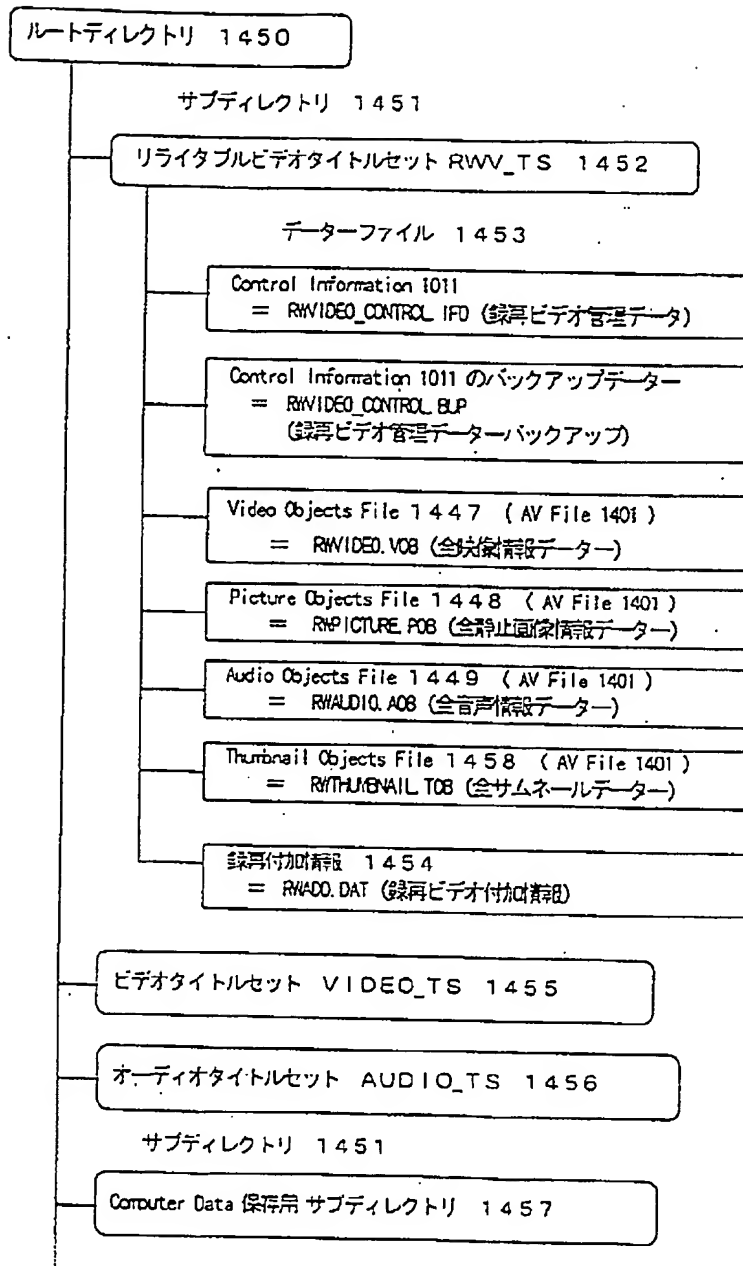 ルートディレクトリ 1450
サブディレクトリ 1451
リライタブルビデオタイトルセット RWV_TS 1452
データーファイル 1453
Control Information 1011
= RWVIDEO_CONTROL.IFO (録再ビデオ管理データ)
Control Information 1011 のバックアップデーター
= RWVIDEO_CONTROL.BUP
(録再ビデオ管理データーバックアップ)
Video Objects File 1447 ( AV File 1401 )
= RWVIDEO.VOB (全映像情報データー)
Picture Objects File 1448 ( AV File 1401 )
= RWPICTURE.POB (全静止画像情報データー)
Audio Objects File 1449 ( AV File 1401 )
= RWAUDIO.AOB (全音声情報データー)
Thumbnail Objects File 1458 ( AV File 1401 )
= RWTHUMBNAIL.TOB (全サムネールデーター)
録再付加情報 1454
= RWADD.DAT (録再ビデオ付加情報)
ビデオタイトルセット VIDEO_TS 1455
オーディオタイトルセット AUDIO_TS 1456
サブディレクトリ 1451
Computer Data 保存用 サブディレクトリ 1457